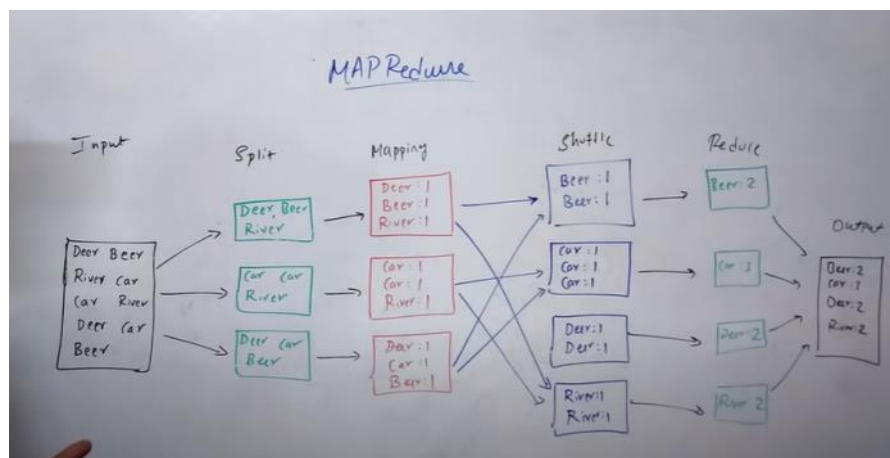 MAPReduce
Input
Split
Mapping
Shuffle
Reduce
Output
Deer Beer
River Car
Car River
Deer Car
Beer
Deer, Beer
River
Car Car
River
Deer Car
Beer
Deer:1
Beer:1
River:1
Car:1
Car:1
River:1
Deer:1
Car:1
Beer:1
Beer:1
Beer:1
Car:1
Car:1
Car:1
Deer:1
Deer:1
River:1
River:1
Beer:2
Car:3
Deer:2
River 2
Beer:2
Car:3
Deer:2
River:2